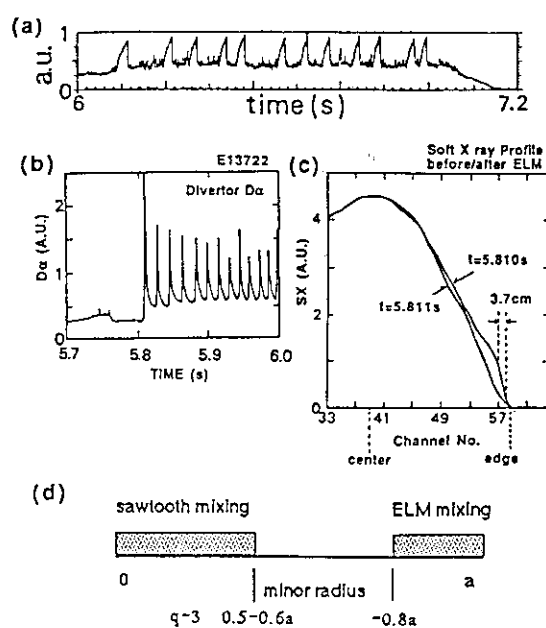 (a)
1
a.u.
0
6
time(s)
7.2
(b)
E13722
Divertor Dα
2
1
0
Dα (A.U.)
5.7
5.8
5.9
6.0
TIME (s)
Soft X ray Profile
before/after ELM
(c)
4
2
0
SX (A.U.)
t=5.810s
t=5.811s
3.7cm
33
41
49
57
Channel No.
center
edge
(d)
sawtooth mixing
ELM mixing
0
minor radius
a
q~3
0.5~0.6a
~0.8a